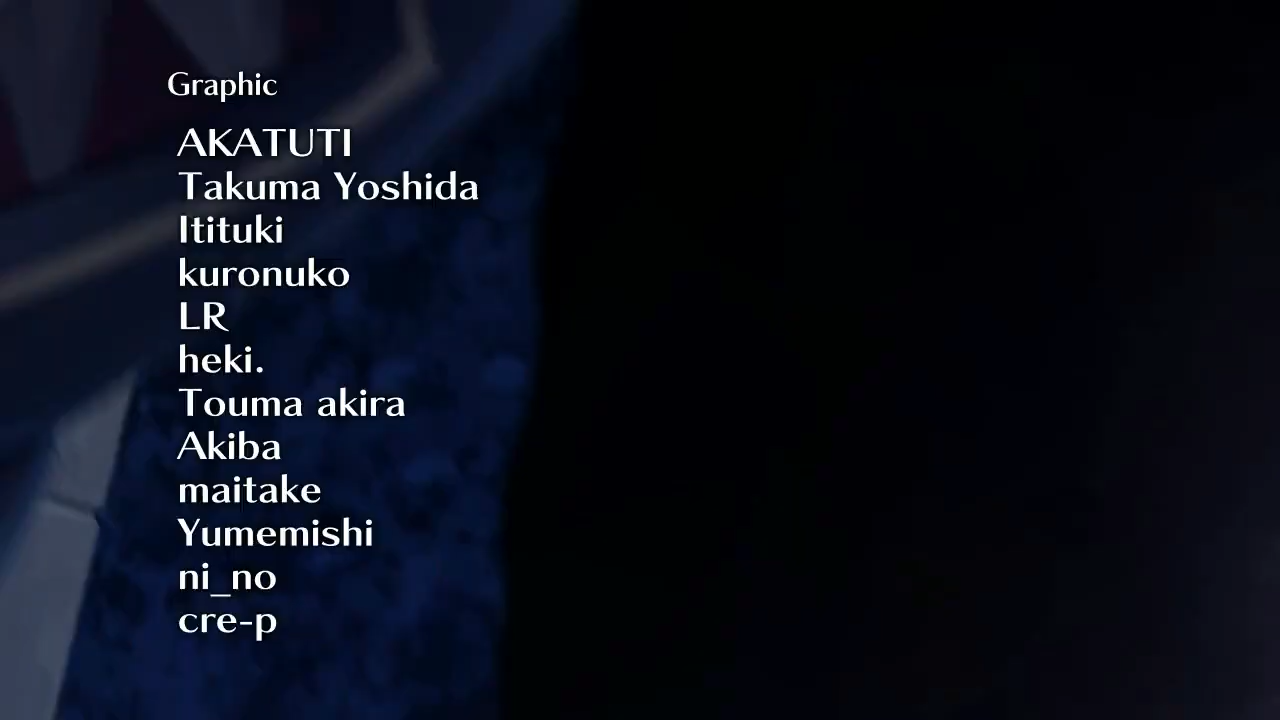 Graphic
AKATUTI
Takuma Yoshida
Itituki
kuronuko
LR
heki.
Touma akira
Akiba
maitake
Yumemishi
ni_no
cre-p